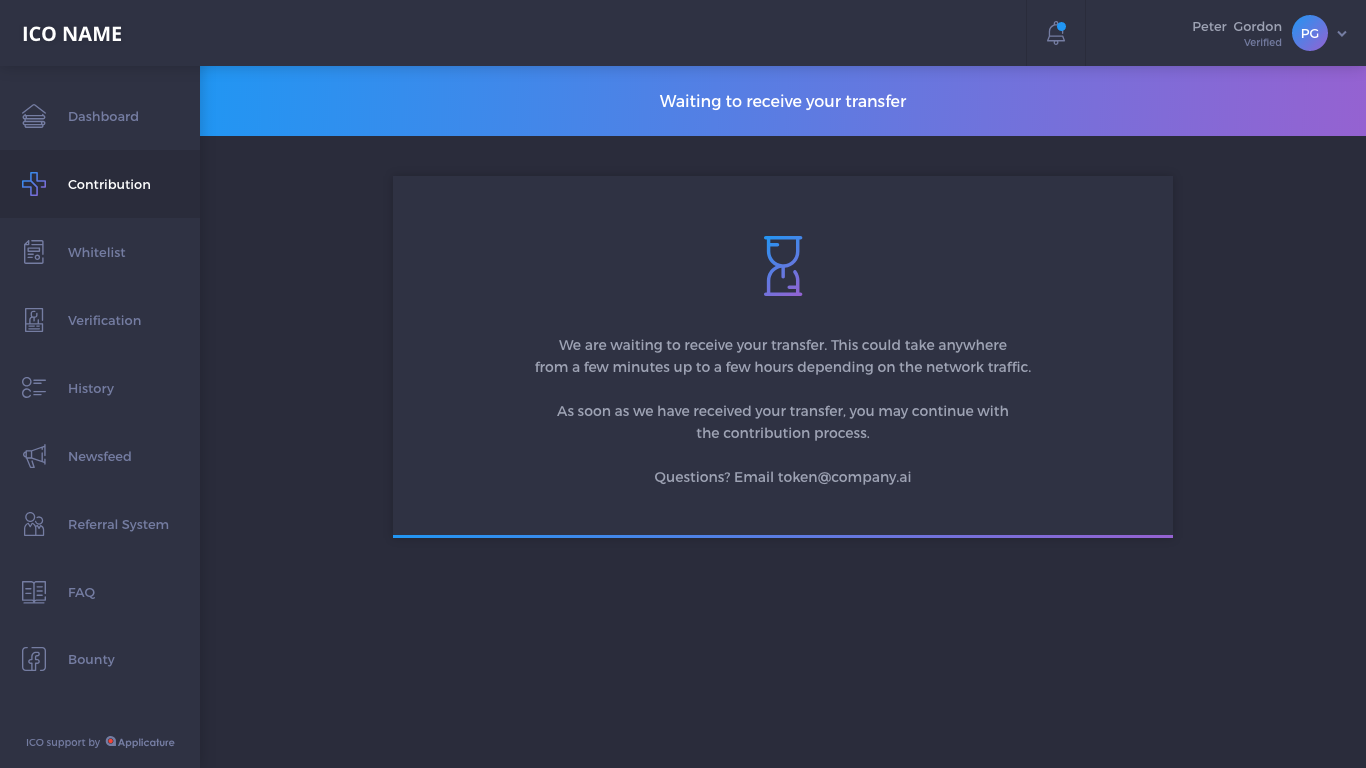 ICO NAME
Peter Gordon
Verified
PG
Dashboard
Contribution
Whitelist
Verification
History
Newsfeed
Referral System
FAQ
Bounty
ICO support by Applicature
Waiting to receive your transfer
We are waiting to receive your transfer. This could take anywhere
from a few minutes up to a few hours depending on the network traffic.
As soon as we have received your transfer, you may continue with
the contribution process.
Questions? Email token@company.ai